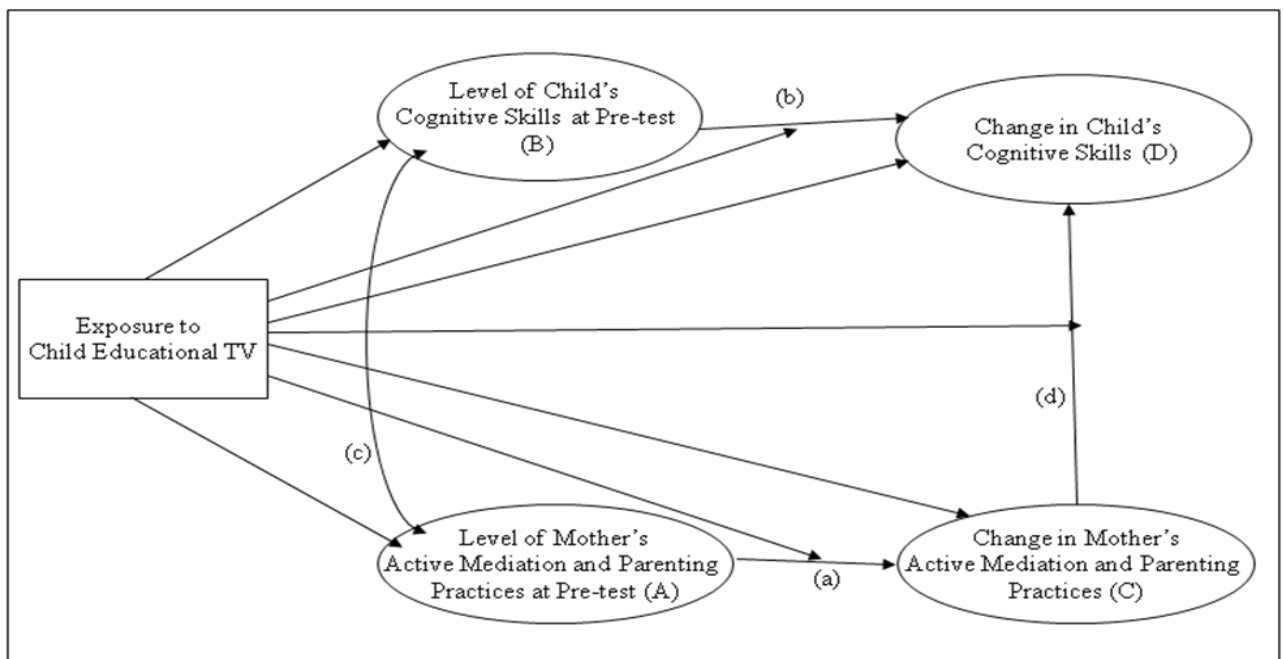 Level of Child's
Cognitive Skills at Pre-test
(B)
(b)
Change in Child's
Cognitive Skills (D)
Exposure to
Child Educational TV
(d)
(c)
Level of Mother's
Active Mediation and Parenting
Practices at Pre-test (A)
(a)
Change in Mother's
Active Mediation and Parenting
Practices (C)